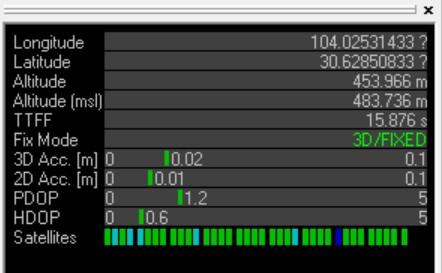 Longitude 104.02531433 ?
Latitude 30.62850833 ?
Altitude 453.966 m
Altitude (msl) 483.736 m
TTFF 15.876 s
Fix Mode 3D/FIXED
3D Acc. [m] 0 0.02 0.1
2D Acc. [m] 0 0.01 0.1
PDOP 0 1.2 5
HDOP 0 0.6 5
Satellites